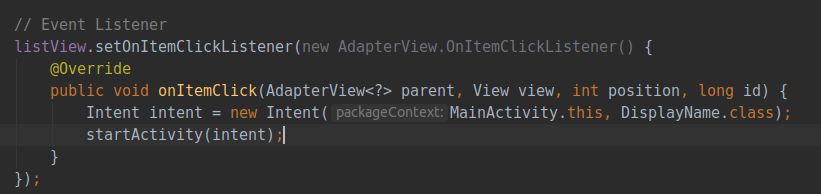 // Event Listener
listView.setOnItemClickListener(new AdapterView.OnItemClickListener() {
    @Override
    public void onItemClick(AdapterView<?> parent, View view, int position, long id) {
        Intent intent = new Intent( packageContext: MainActivity.this, DisplayName.class);
        startActivity(intent);
    }
});